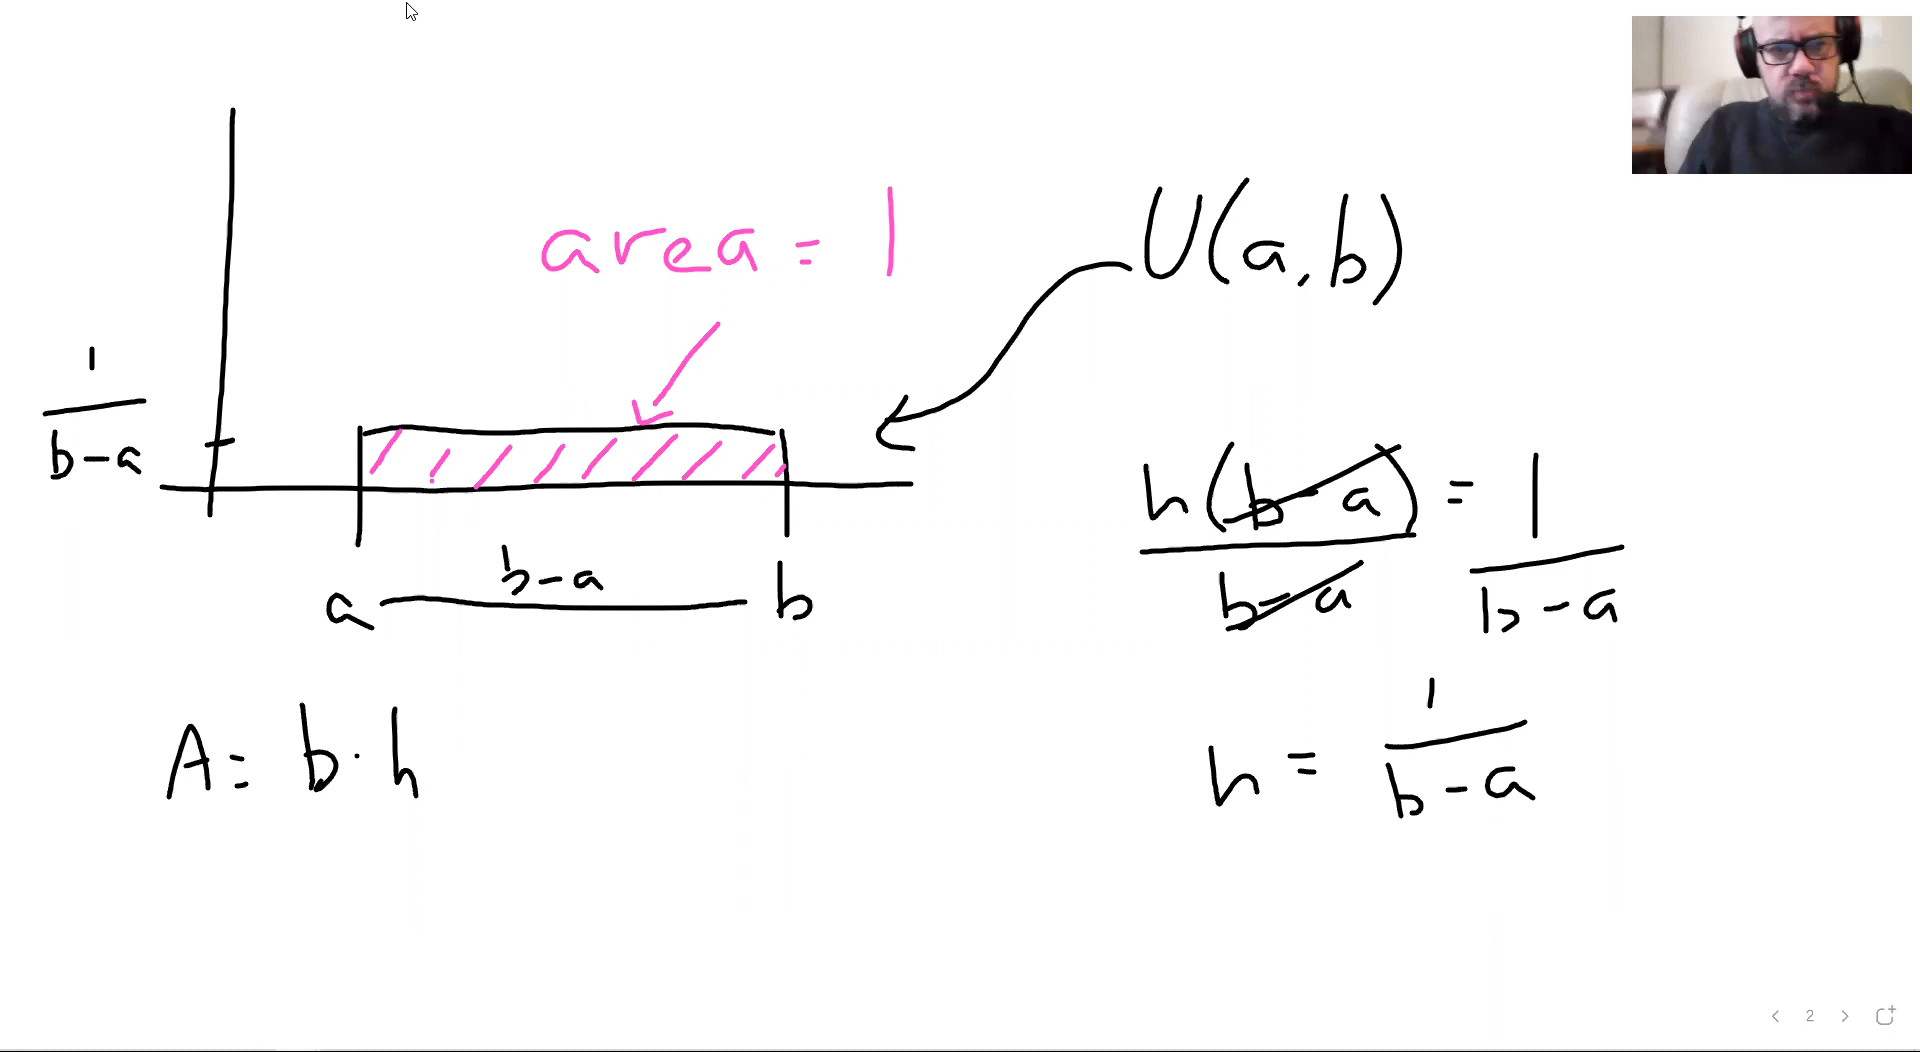 area = 1
U(a,b)
1
b-a
h(b-a) = 1
b-a b-a
b-a
a b
h = 1
b-a
A = b·h
2